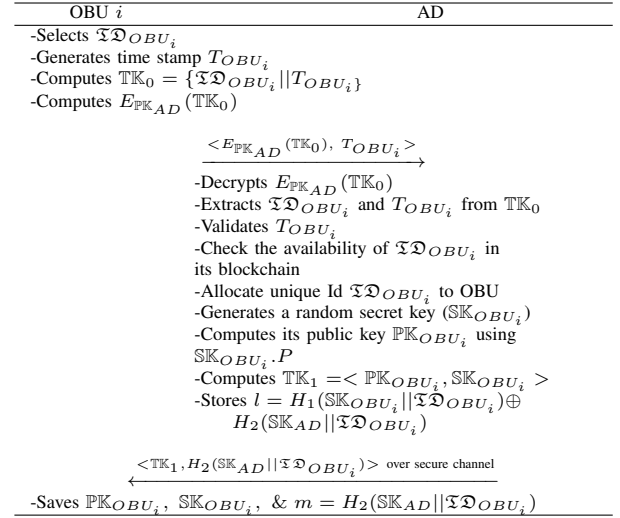 OBU i AD
-Selects 𝔗𝔇_{OBU_i}
-Generates time stamp T_{OBU_i}
-Computes 𝕋𝕂_0 = {𝔗𝔇_{OBU_i}||T_{OBU_i}}
-Computes E_{ℙ𝕂_{AD}}(𝕋𝕂_0)
<E_{ℙ𝕂_{AD}}(𝕋𝕂_0), T_{OBU_i}>
-Decrypts E_{ℙ𝕂_{AD}}(𝕋𝕂_0)
-Extracts 𝔗𝔇_{OBU_i} and T_{OBU_i} from 𝕋𝕂_0
-Validates T_{OBU_i}
-Check the availability of 𝔗𝔇_{OBU_i} in
its blockchain
-Allocate unique Id 𝔗𝔇_{OBU_i} to OBU
-Generates a random secret key (𝕊𝕂_{OBU_i})
-Computes its public key ℙ𝕂_{OBU_i} using
𝕊𝕂_{OBU_i}.P
-Computes 𝕋𝕂_1 =< ℙ𝕂_{OBU_i}, 𝕊𝕂_{OBU_i} >
-Stores l = H_1(𝕊𝕂_{OBU_i}||𝔗𝔇_{OBU_i})⊕
H_2(𝕊𝕂_{AD}||𝔗𝔇_{OBU_i})
<𝕋𝕂_1, H_2(𝕊𝕂_{AD}||𝔗𝔇_{OBU_i})> over secure channel
-Saves ℙ𝕂_{OBU_i}, 𝕊𝕂_{OBU_i}, & m = H_2(𝕊𝕂_{AD}||𝔗𝔇_{OBU_i})